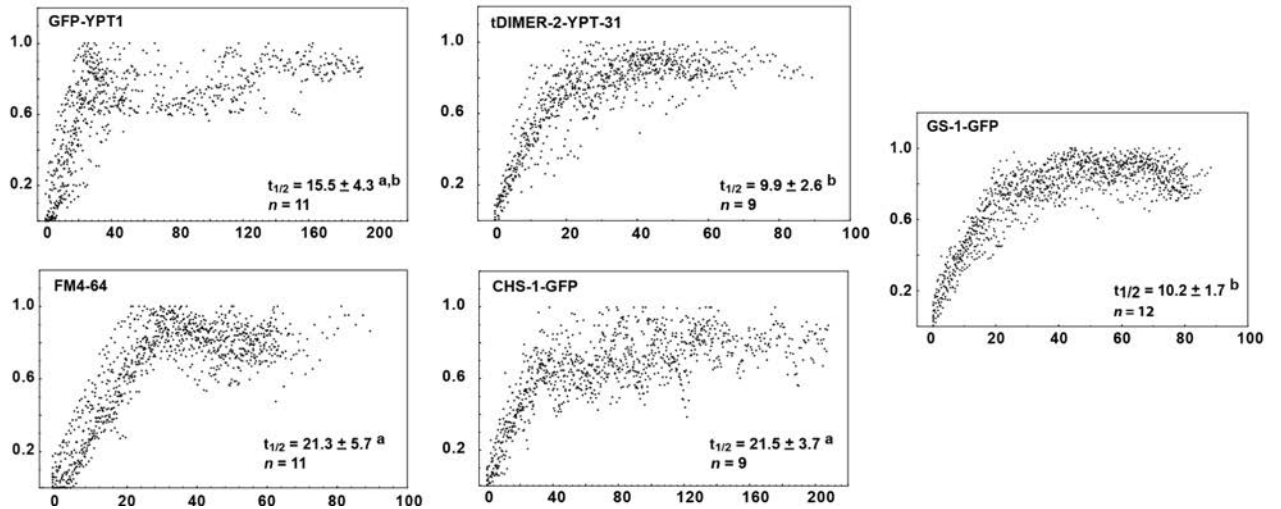 GFP-YPT1
1.0
0.6
0.2
t1/2 = 15.5 ± 4.3 a,b
n = 11
0 40 80 120 160 200
tDIMER-2-YPT-31
1.0
0.6
0.2
t1/2 = 9.9 ± 2.6 b
n = 9
0 20 40 60 80 100
GS-1-GFP
1.0
0.6
0.2
t1/2 = 10.2 ± 1.7 b
n = 12
0 20 40 60 80 100
FM4-64
1.0
0.6
0.2
t1/2 = 21.3 ± 5.7 a
n = 11
0 20 40 60 80 100
CHS-1-GFP
1.0
0.6
0.2
t1/2 = 21.5 ± 3.7 a
n = 9
0 40 80 120 160 200